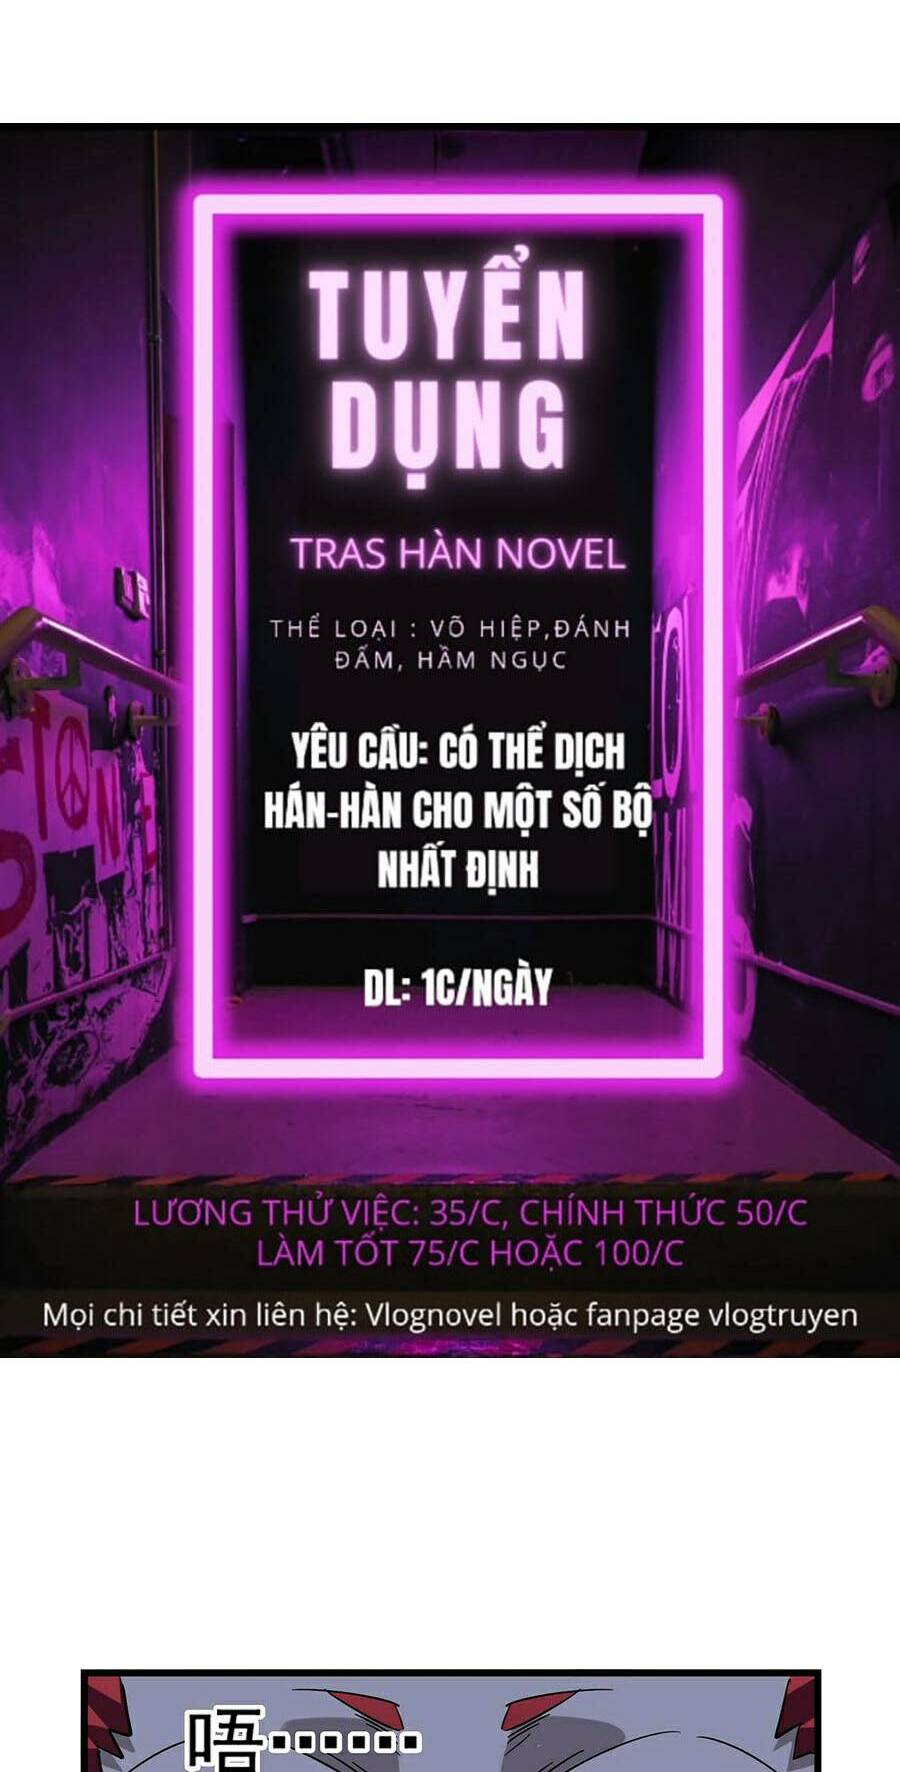 TUYỂN
DỤNG
TRAS HÀN NOVEL
THỂ LOẠI : VÕ HIỆP,ĐÁNH
ĐẤM, HẦM NGỤC
YÊU CẦU: CÓ THỂ DỊCH
HÁN-HÀN CHO MỘT SỐ BỘ
NHẤT ĐỊNH
DL: 1C/NGÀY
STONE
LƯƠNG THỬ VIỆC: 35/C, CHÍNH THỨC 50/C
LÀM TỐT 75/C HOẶC 100/C
Mọi chi tiết xin liên hệ: Vlognovel hoặc fanpage vlogtruyen
唔……